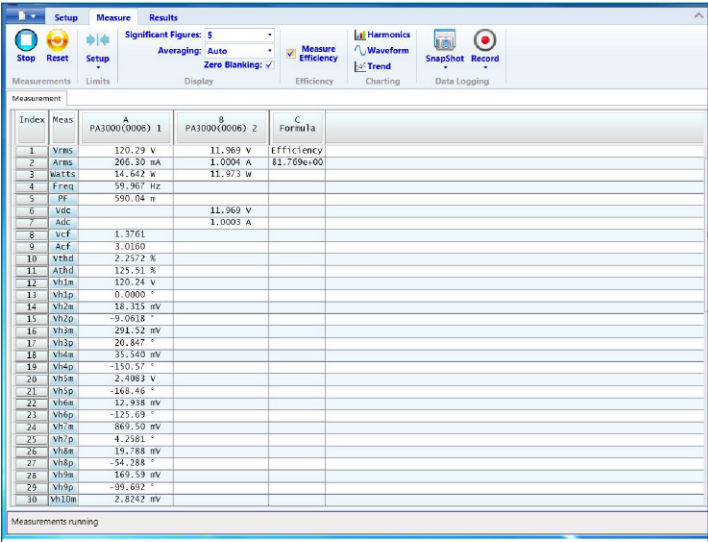 Setup Measure Results
Significant Figures: 5
Averaging: Auto
Zero Blanking:
Stop Reset Setup
Measure Efficiency
Harmonics
Waveform
Trend
SnapShot Record
Measurements Limits Display Efficiency Charting Data Logging
Measurement
Index Meas A PA3000(0006) 1 B PA3000(0006) 2 C Formula
1 Vrms 120.29 V 11.969 V Efficiency
2 Arms 206.30 mA 1.0004 A 81.769e+00
3 Watts 14.642 W 11.973 W
4 Freq 59.967 Hz
5 PF 590.04 m
6 Vdc 11.969 V
7 Adc 1.0003 A
8 Vcf 1.3761
9 Acf 3.0160
10 Vthd 2.2572 %
11 Athd 125.51 %
12 Vh1m 120.24 V
13 Vh1p 0.0000 °
14 Vh2m 18.315 mV
15 Vh2p -9.0618 °
16 Vh3m 291.52 mV
17 Vh3p 20.847 °
18 Vh4m 35.540 mV
19 Vh4p -150.57 °
20 Vh5m 2.4083 V
21 Vh5p -168.46 °
22 Vh6m 12.938 mV
23 Vh6p -125.69 °
24 Vh7m 869.50 mV
25 Vh7p 4.2581 °
26 Vh8m 19.788 mV
27 Vh8p -54.288 °
28 Vh9m 169.59 mV
29 Vh9p -99.692 °
30 Vh10m 2.8242 mV
Measurements running